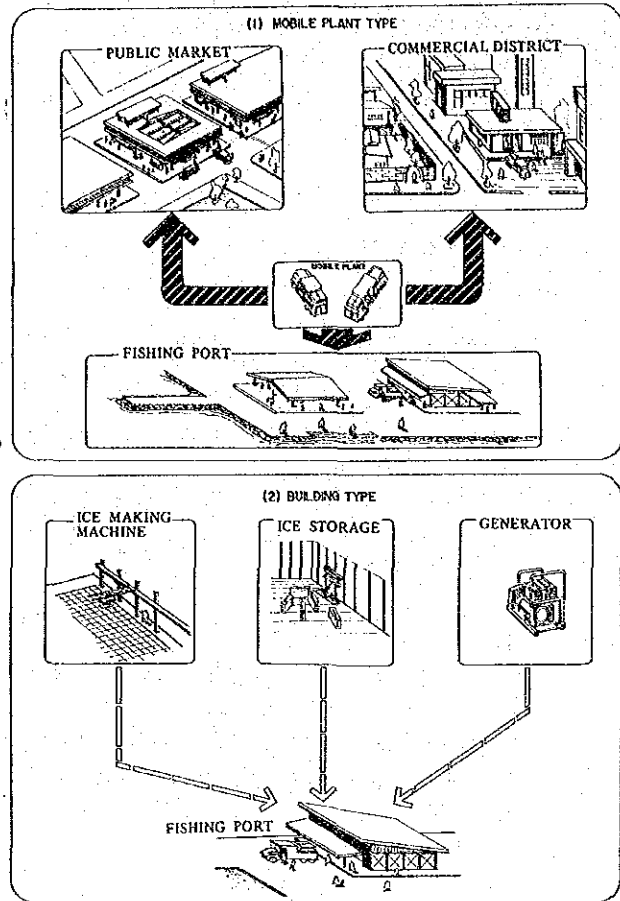 (1) MOBILE PLANT TYPE
PUBLIC MARKET
COMMERCIAL DISTRICT
MOBILE PLANT
FISHING PORT
(2) BUILDING TYPE
ICE MAKING
MACHINE
ICE STORAGE
GENERATOR
FISHING PORT